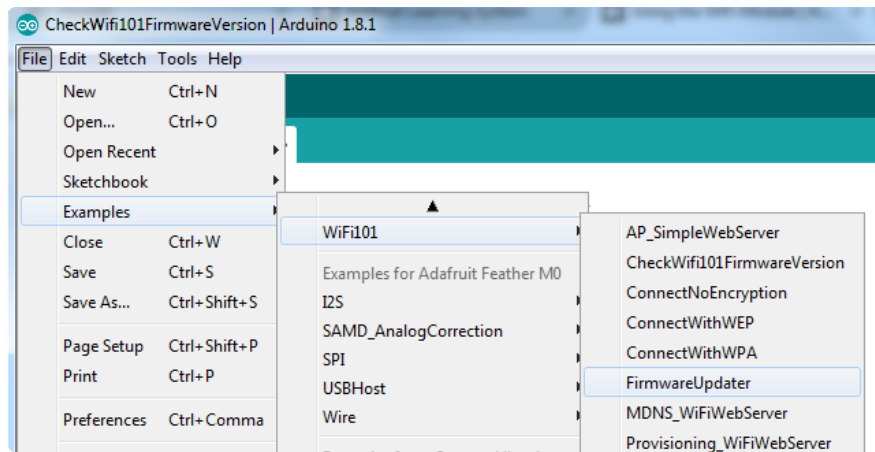 CheckWifi101FirmwareVersion | Arduino 1.8.1
File Edit Sketch Tools Help
New Ctrl+N
Open... Ctrl+O
Open Recent
Sketchbook
Examples
Close Ctrl+W
Save Ctrl+S
Save As... Ctrl+Shift+S
Page Setup Ctrl+Shift+P
Print Ctrl+P
Preferences Ctrl+Comma
WiFi101
Examples for Adafruit Feather M0
I2S
SAMD_AnalogCorrection
SPI
USBHost
Wire
AP_SimpleWebServer
CheckWifi101FirmwareVersion
ConnectNoEncryption
ConnectWithWEP
ConnectWithWPA
FirmwareUpdater
MDNS_WiFiWebServer
Provisioning_WiFiWebServer